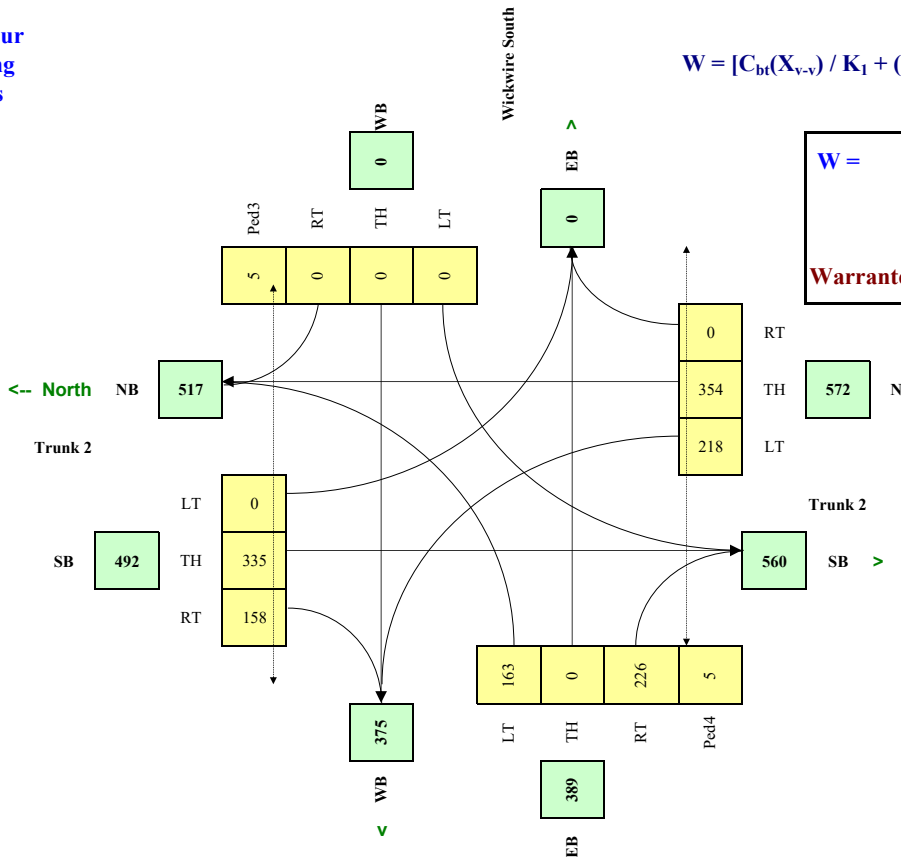 ur
ng
s
Wickwire South
W = [C_bt(X_v-v) / K_1 + (
W =
Warrante
WB
0
^
EB
0
Ped3
RT
TH
LT
5
0
0
0
0
RT
354
TH
218
LT
572
N
<-- North
NB
517
Trunk 2
LT
0
SB
492
TH
335
RT
158
Trunk 2
560
SB
>
163
0
226
5
LT
TH
RT
Ped4
375
WB
v
389
EB